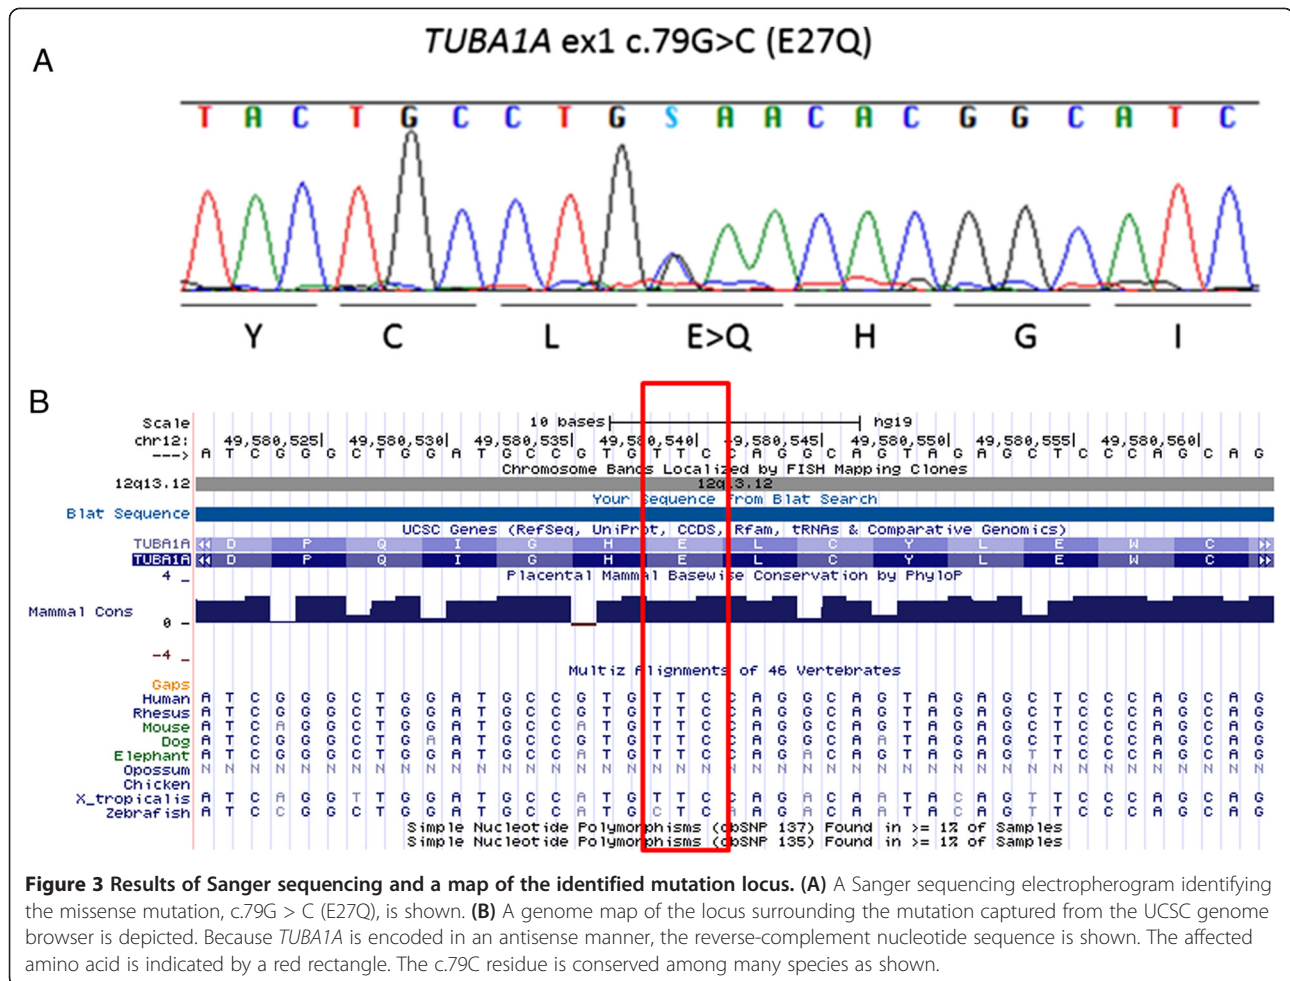 TUBA1A ex1 c.79G>C (E27Q)
A
T A C T G C C T G S A A C A C G G C A T C
Y C L E>Q H G I
B
Scale 10 bases hg19
chr12: 49,580,525| 49,580,530| 49,580,535| 49,580,540| 49,580,545| 49,580,550| 49,580,555| 49,580,560|
---> A T C G G G C T G G A T G C C G T G T T C C A G G C A G T A G A G C T C C C A G C A G
Chromosome Bands Localized by FISH Mapping Clones
12q13.12 12q13.12
Your Sequence from Blat Search
Blat Sequence
UCSC Genes (RefSeq, UniProt, CCDS, Rfam, tRNAs & Comparative Genomics)
TUBA1A D P Q I G H E L C Y L E W C
TUBA1A D P Q I G H E L C Y L E W C
Placental Mammal Basewise Conservation by PhyloP
4 _
Mammal Cons
0 –
-4 _
Multiz Alignments of 46 Vertebrates
Gaps
Human A T C G G G C T G G A T G C C G T G T T C C A G G C A G T A G A G C T C C C A G C A G
Rhesus A T C G G G C T G G A T G C C G T G T T C C A G G C A G T A G A G C T C C C A G C A G
Mouse A T C A G G C T G G A T G C C A T G T T C C A G G C A G T A G A G C T C C C A G C A G
Dog A T C G G G C T G A A T G C C A T G T T C C A G G C A A T A G A G C T C C C A G C A G
Elephant A T C G G G C T G G A T G C C A T G T T C C A G A C A G T A G A G T T C C C A G C A G
Opossum N N N N N N N N N N N N N N N N N N N N N N N N N N N N N N N N N N N N N N N N N N N
Chicken
X_tropicalis A T C A G G T T G G A T G C C A T G T T C C A G A C A A T A C A G T T C C C A G C A G
Zebrafish A T C C G G C T G G A T G C C A T G C T C A A G A C A A T A C A G T T C C C A G C A G
Simple Nucleotide Polymorphisms (dbSNP 137) Found in >= 1% of Samples
Simple Nucleotide Polymorphisms (dbSNP 135) Found in >= 1% of Samples
Figure 3 Results of Sanger sequencing and a map of the identified mutation locus. (A) A Sanger sequencing electropherogram identifying
the missense mutation, c.79G > C (E27Q), is shown. (B) A genome map of the locus surrounding the mutation captured from the UCSC genome
browser is depicted. Because TUBA1A is encoded in an antisense manner, the reverse-complement nucleotide sequence is shown. The affected
amino acid is indicated by a red rectangle. The c.79C residue is conserved among many species as shown.